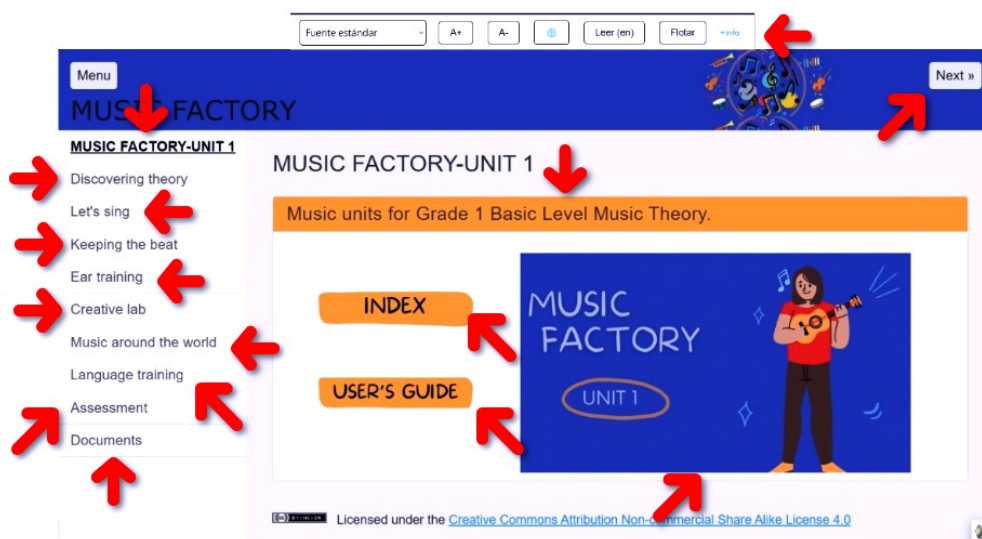 Fuente estándar A+ A- Leer (en) Flotar +info
Menu
Next »
MUSIC FACTORY
MUSIC FACTORY-UNIT 1
Discovering theory
Let's sing
Keeping the beat
Ear training
Creative lab
Music around the world
Language training
Assessment
Documents
MUSIC FACTORY-UNIT 1
Music units for Grade 1 Basic Level Music Theory.
INDEX
USER'S GUIDE
MUSIC
FACTORY
UNIT 1
Licensed under the Creative Commons Attribution Non-commercial Share Alike License 4.0